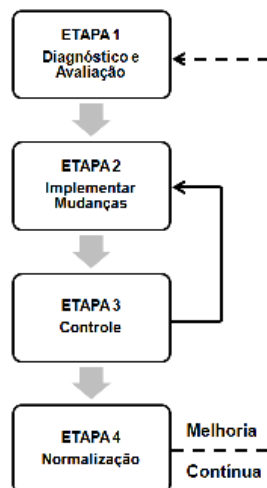 ETAPA 1
Diagnóstico e
Avaliação
ETAPA 2
Implementar
Mudanças
ETAPA 3
Controle
ETAPA 4
Normalização
Melhoria
Contínua